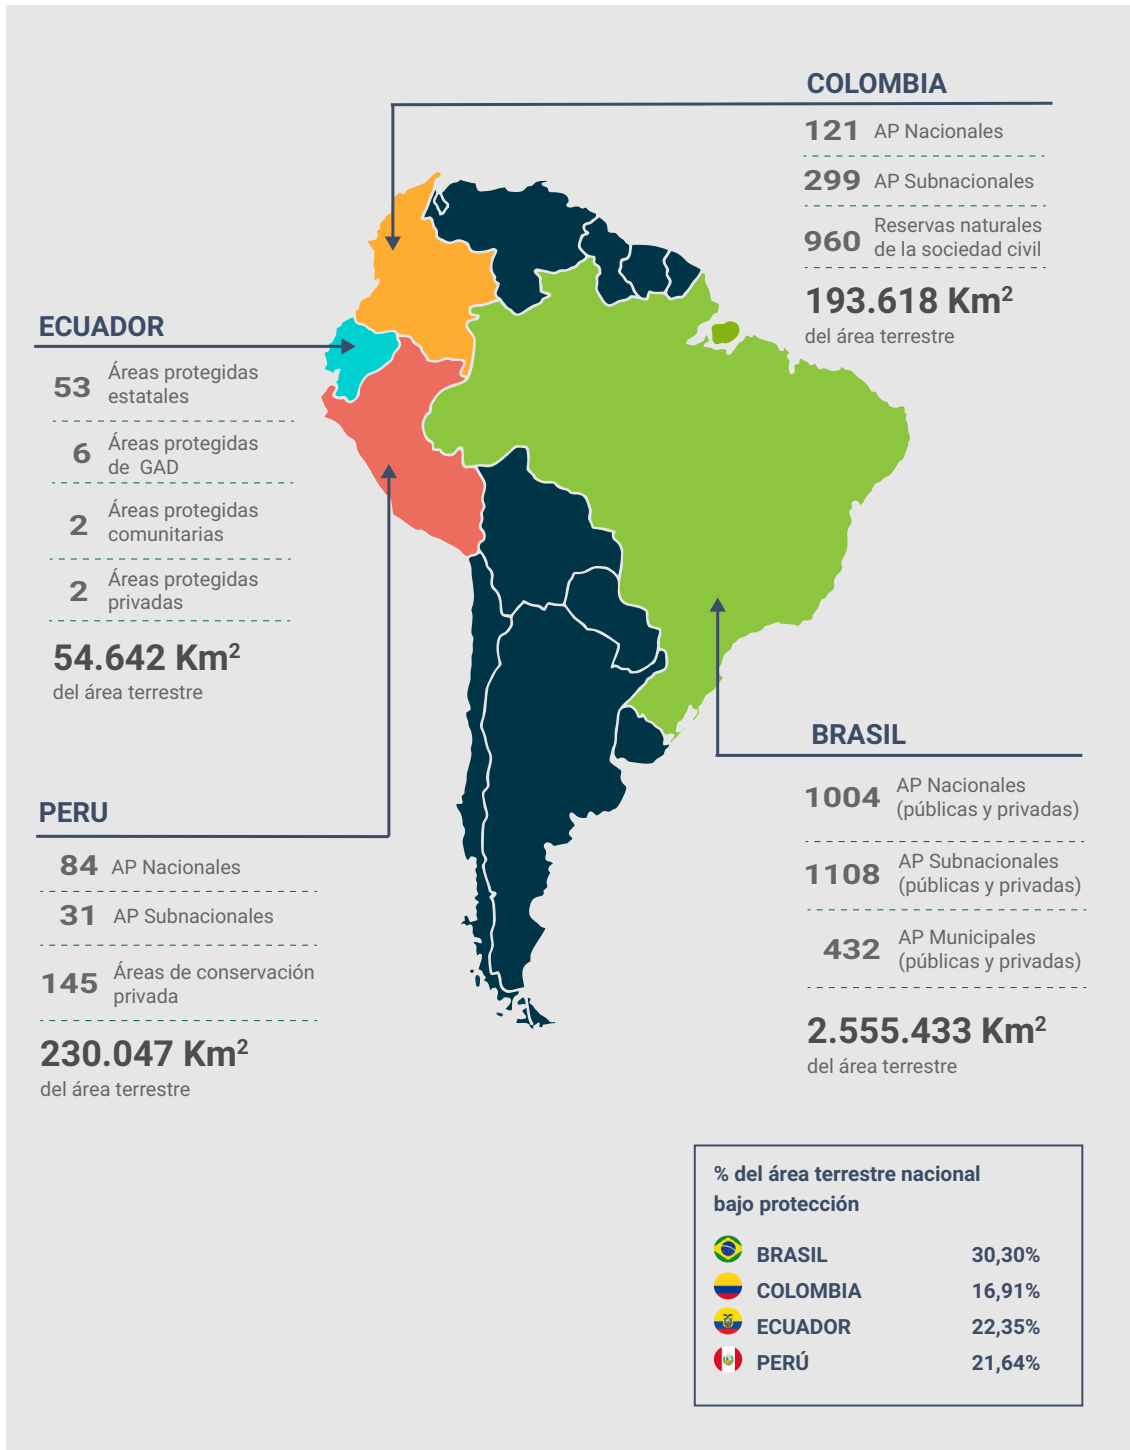 COLOMBIA
121 AP Nacionales
299 AP Subnacionales
960 Reservas naturales
de la sociedad civil
193.618 Km²
del área terrestre
ECUADOR
53 Áreas protegidas
estatales
6 Áreas protegidas
de GAD
2 Áreas protegidas
comunitarias
2 Áreas protegidas
privadas
54.642 Km²
del área terrestre
PERU
84 AP Nacionales
31 AP Subnacionales
145 Áreas de conservación
privada
230.047 Km²
del área terrestre
BRASIL
1004 AP Nacionales
(públicas y privadas)
1108 AP Subnacionales
(públicas y privadas)
432 AP Municipales
(públicas y privadas)
2.555.433 Km²
del área terrestre
% del área terrestre nacional
bajo protección
BRASIL 30,30%
COLOMBIA 16,91%
ECUADOR 22,35%
PERÚ 21,64%